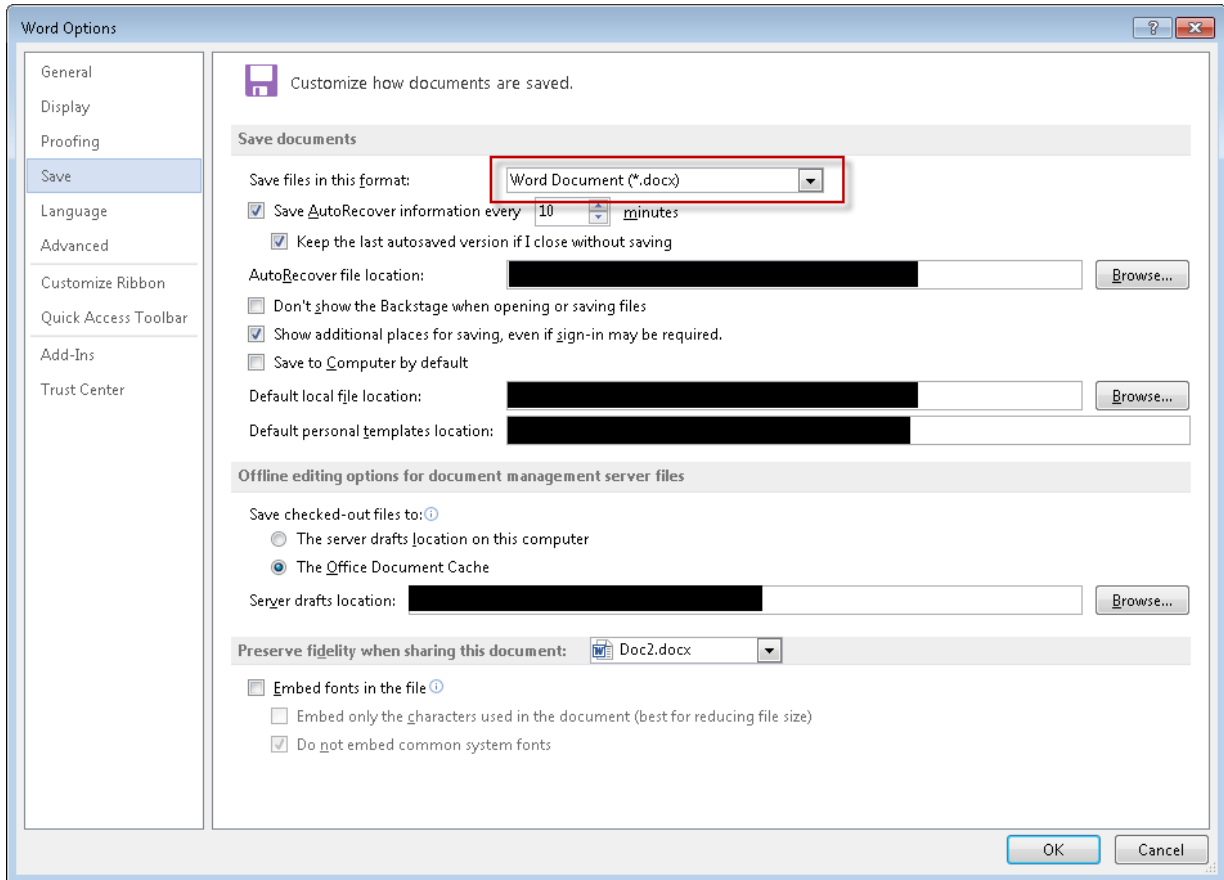 Word Options
General
Display
Proofing
Save
Language
Advanced
Customize Ribbon
Quick Access Toolbar
Add-Ins
Trust Center
Customize how documents are saved.
Save documents
Save files in this format: Word Document (*.docx)
Save AutoRecover information every 10 minutes
Keep the last autosaved version if I close without saving
AutoRecover file location: Browse...
Don't show the Backstage when opening or saving files
Show additional places for saving, even if sign-in may be required.
Save to Computer by default
Default local file location: Browse...
Default personal templates location:
Offline editing options for document management server files
Save checked-out files to:
The server drafts location on this computer
The Office Document Cache
Server drafts location: Browse...
Preserve fidelity when sharing this document: Doc2.docx
Embed fonts in the file
Embed only the characters used in the document (best for reducing file size)
Do not embed common system fonts
OK Cancel